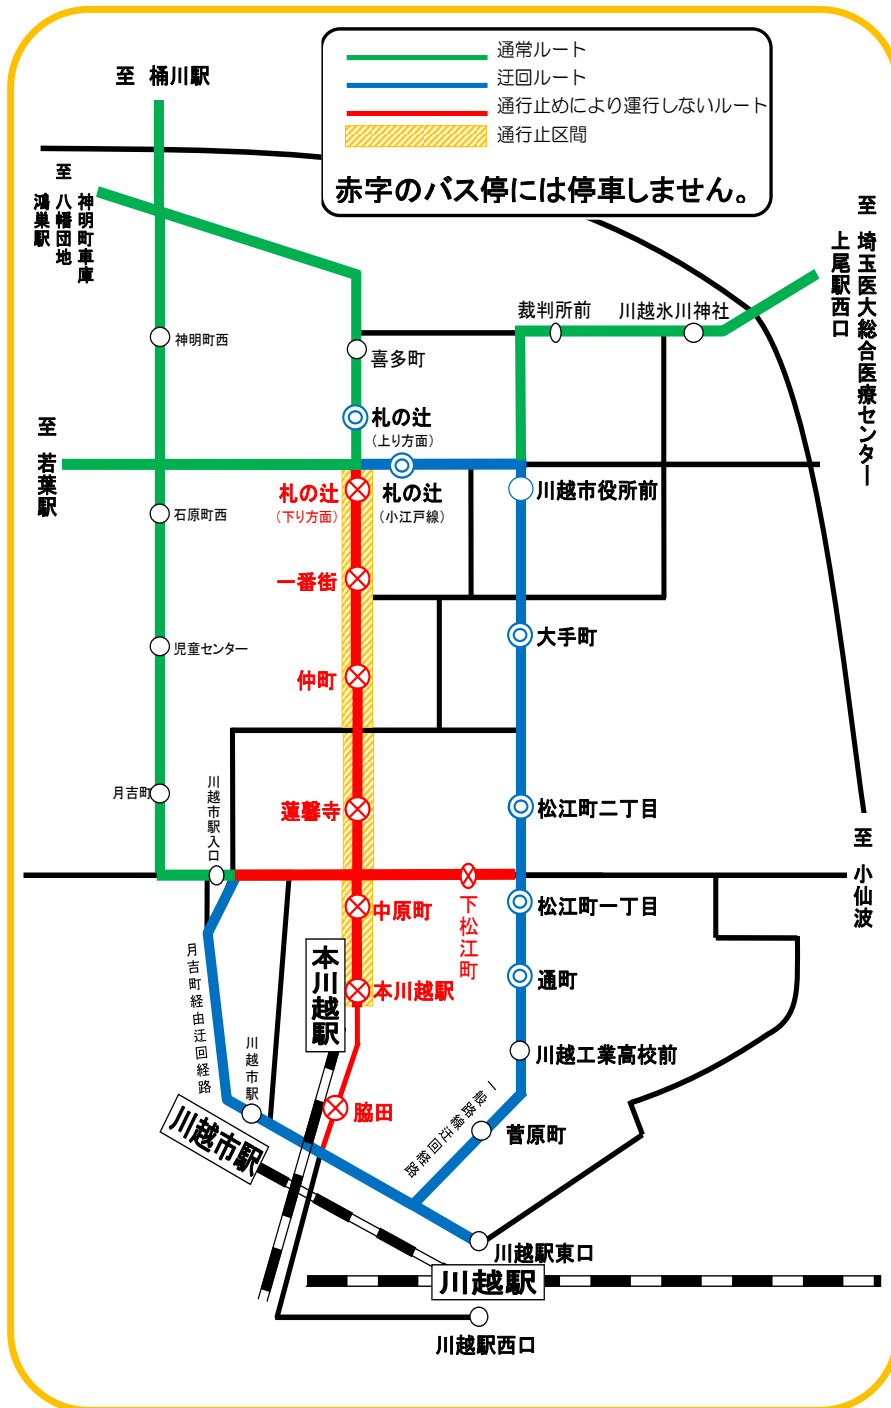 通常ルート
迂回ルート
通行止めにより運行しないルート
通行止区間
赤字のバス停には停車しません。
至 桶川駅
至 神明町車庫
八幡団地
鴻巣駅
至 埼玉医大総合医療センター
上尾駅西口
裁判所前
川越氷川神社
神明町西
喜多町
札の辻
(上り方面)
至 若葉駅
札の辻
(下り方面)
札の辻
(小江戸線)
川越市役所前
石原町西
一番街
大手町
児童センター
仲町
月吉町
川越市駅入口
蓮馨寺
松江町二丁目
至 小仙波
中原町
下松江町
松江町一丁目
本川越駅
本川越駅
通町
月吉町経由迂回経路
川越市駅
川越工業高校前
脇田
一般路線迂回経路
菅原町
川越市駅
川越駅東口
川越駅
川越駅西口